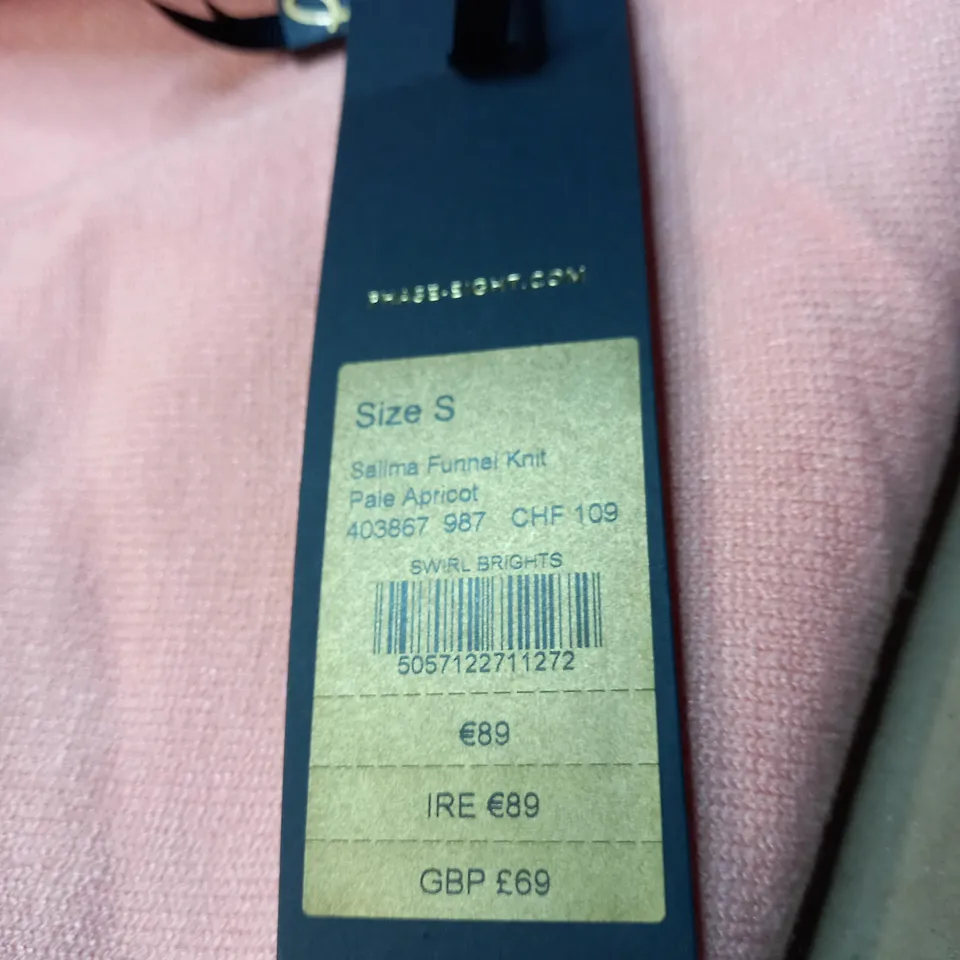 PHASE-EIGHT.COM
Size S
Salima Funnel Knit
Pale Apricot
403867 987 CHF 109
SWIRL BRIGHTS
5057122711272
€89
IRE €89
GBP £69